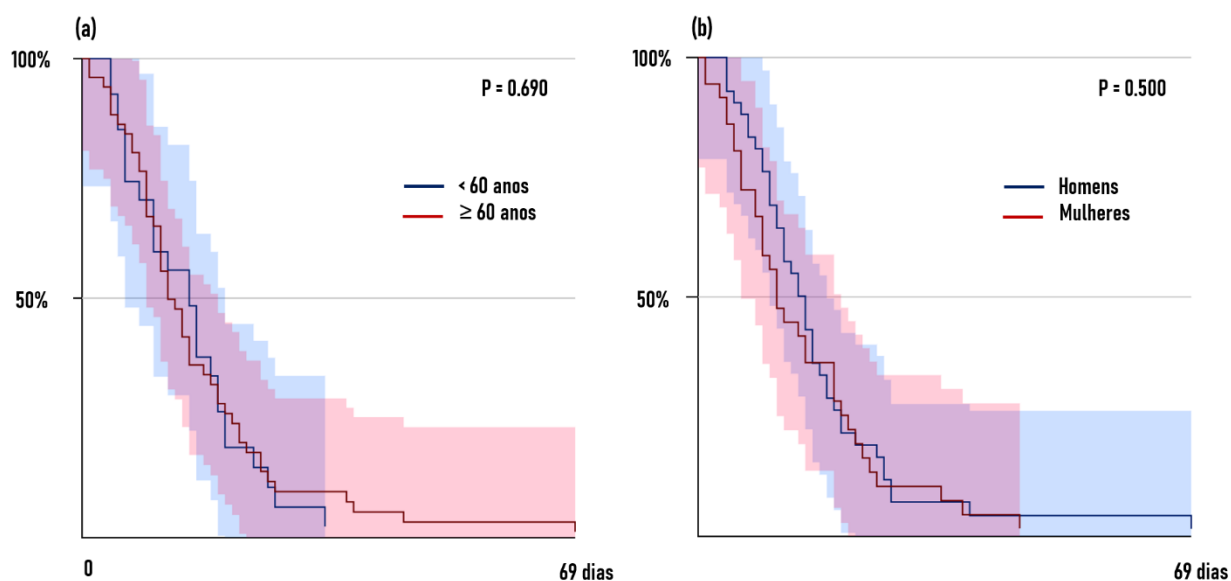 (a)
100%
P = 0.690
< 60 anos
≥ 60 anos
50%
0
69 dias
(b)
100%
P = 0.500
Homens
Mulheres
50%
69 dias